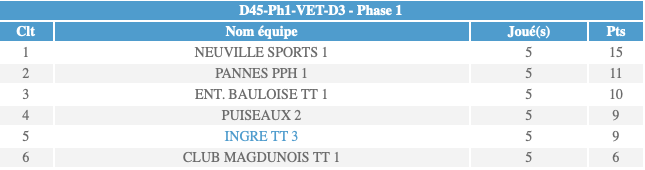 D45-Ph1-VET-D3 - Phase 1
Clt Nom équipe Joué(s) Pts
1 NEUVILLE SPORTS 1 5 15
2 PANNES PPH 1 5 11
3 ENT. BAULOISE TT 1 5 10
4 PUISEAUX 2 5 9
5 INGRE TT 3 5 9
6 CLUB MAGDUNOIS TT 1 5 6